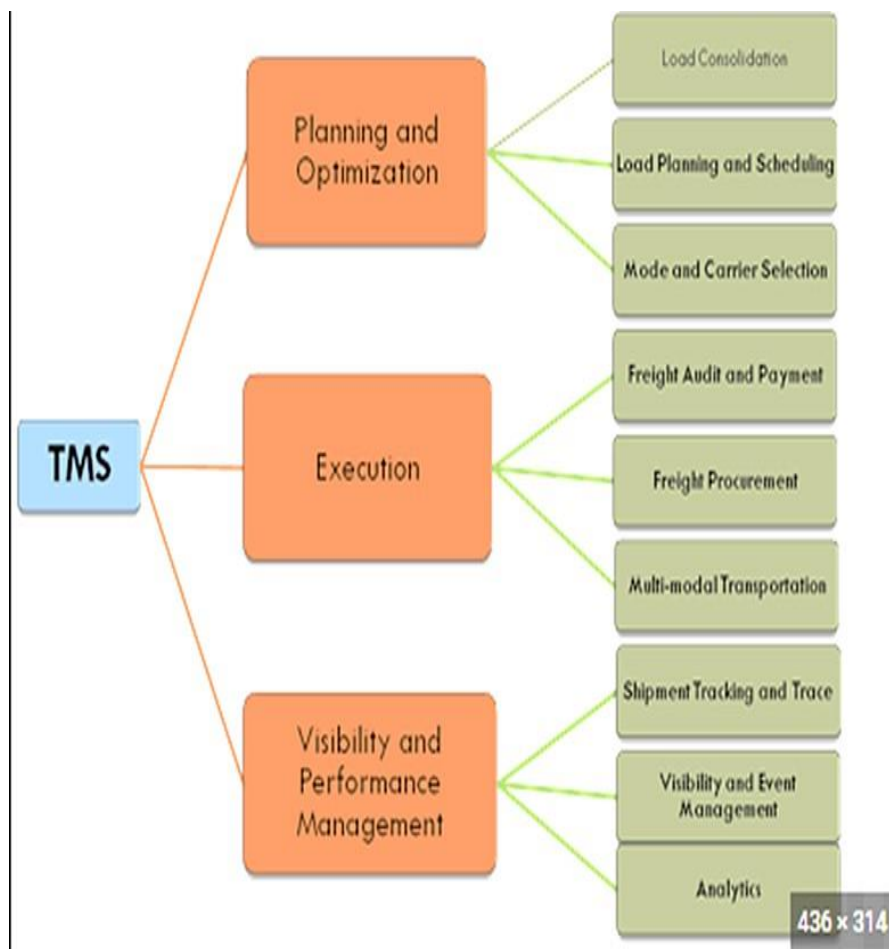 TMS
Planning and
Optimization
Load Consolidation
Load Planning and Scheduling
Mode and Carrier Selection
Execution
Freight Audit and Payment
Freight Procurement
Multi-modal Transportation
Visibility and
Performance
Management
Shipment Tracking and Trace
Visibility and Event
Management
Analytics
436 × 314